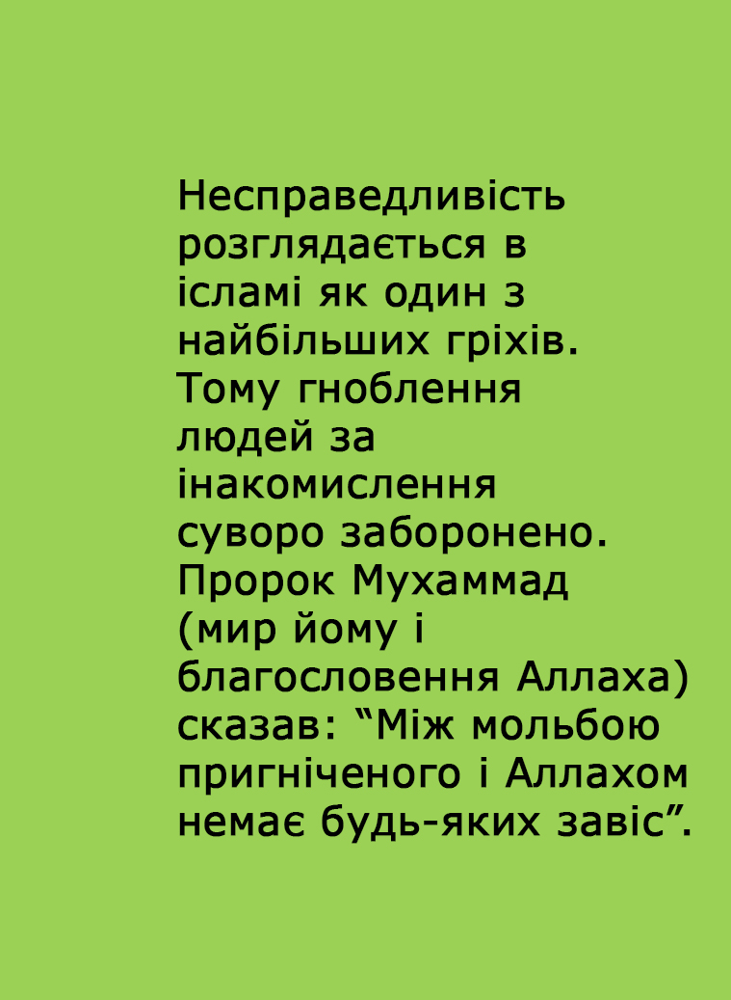 Несправедливість
розглядається в
ісламі як один з
найбільших гріхів.
Тому гноблення
людей за
інакомислення
суворо заборонено.
Пророк Мухаммад
(мир йому і
благословення Аллаха)
сказав: “Між мольбою
пригніченого і Аллахом
немає будь-яких завіс”.